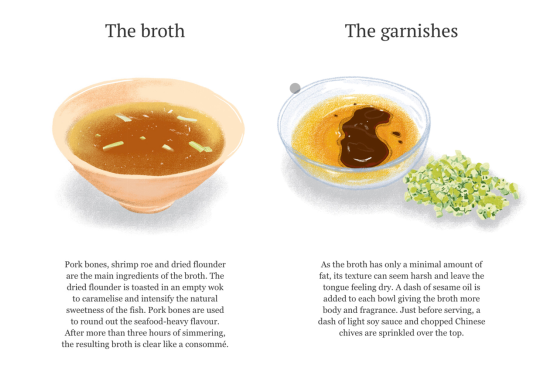 The broth
Pork bones, shrimp roe and dried flounder
are the main ingredients of the broth. The
dried flounder is toasted in an empty wok
to caramelise and intensify the natural
sweetness of the fish. Pork bones are used
to round out the seafood-heavy flavour.
After more than three hours of simmering,
the resulting broth is clear like a consommé.
The garnishes
As the broth has only a minimal amount of
fat, its texture can seem harsh and leave the
tongue feeling dry. A dash of sesame oil is
added to each bowl giving the broth more
body and fragrance. Just before serving, a
dash of light soy sauce and chopped Chinese
chives are sprinkled over the top.